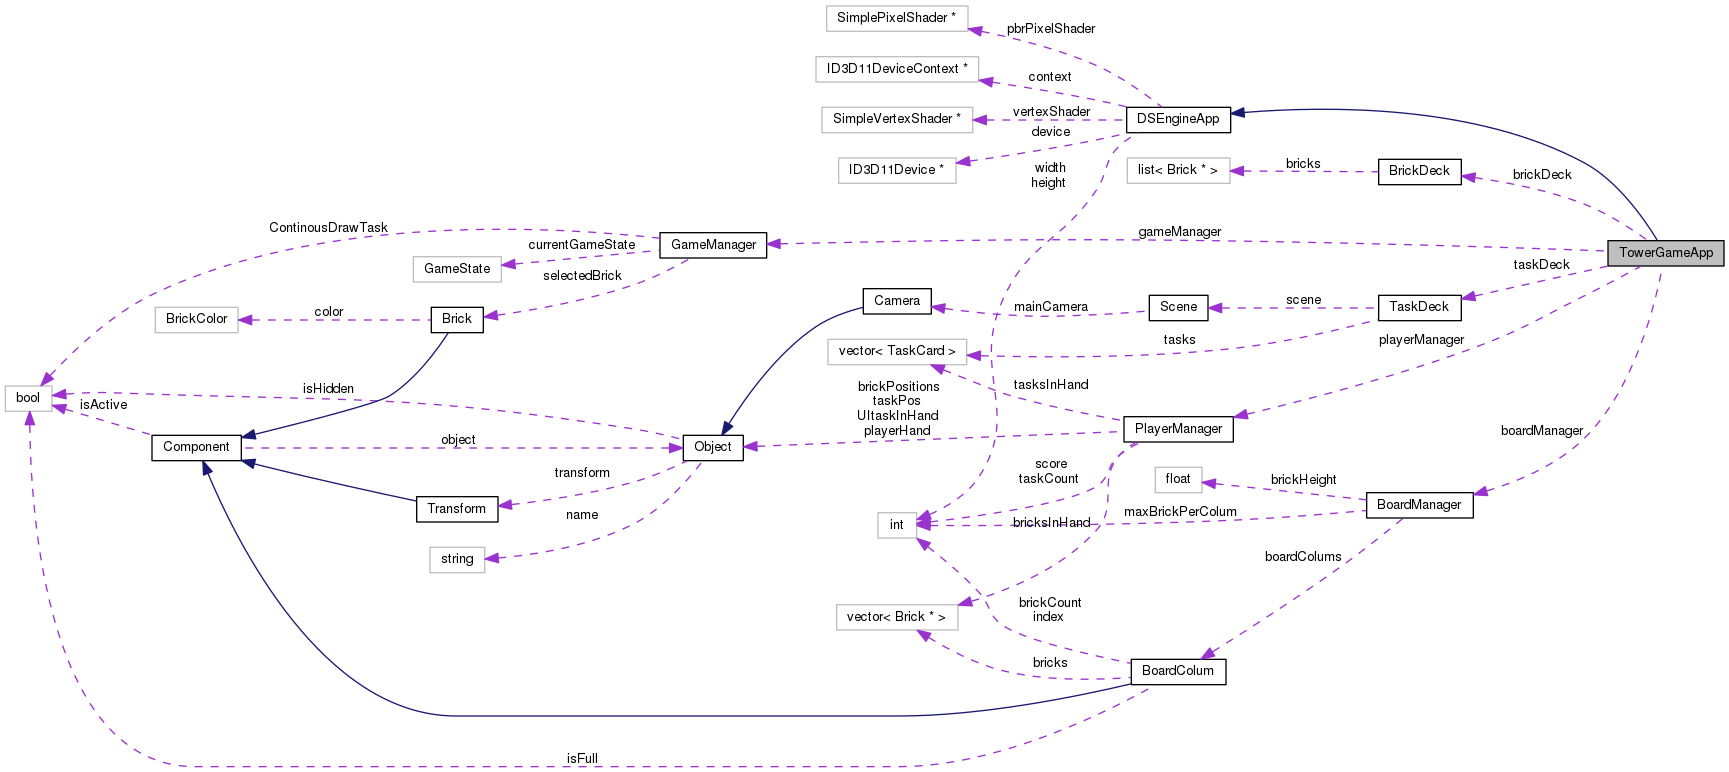 SimplePixelShader *
pbrPixelShader
ID3D11DeviceContext *
context
SimpleVertexShader *
vertexShader
DSEngineApp
device
ID3D11Device *
width
height
list< Brick * >
bricks
BrickDeck
brickDeck
ContinousDrawTask
GameManager
gameManager
TowerGameApp
currentGameState
GameState
selectedBrick
taskDeck
BrickColor
color
Brick
Camera
mainCamera
Scene
scene
TaskDeck
vector< TaskCard >
tasks
playerManager
bool
isHidden
isActive
brickPositions
taskPos
UItaskInHand
playerHand
tasksInHand
PlayerManager
boardManager
Component
object
Object
transform
Transform
name
string
score
taskCount
float
brickHeight
BoardManager
int
bricksInHand
maxBrickPerColum
boardColums
vector< Brick * >
brickCount
index
bricks
BoardColum
isFull